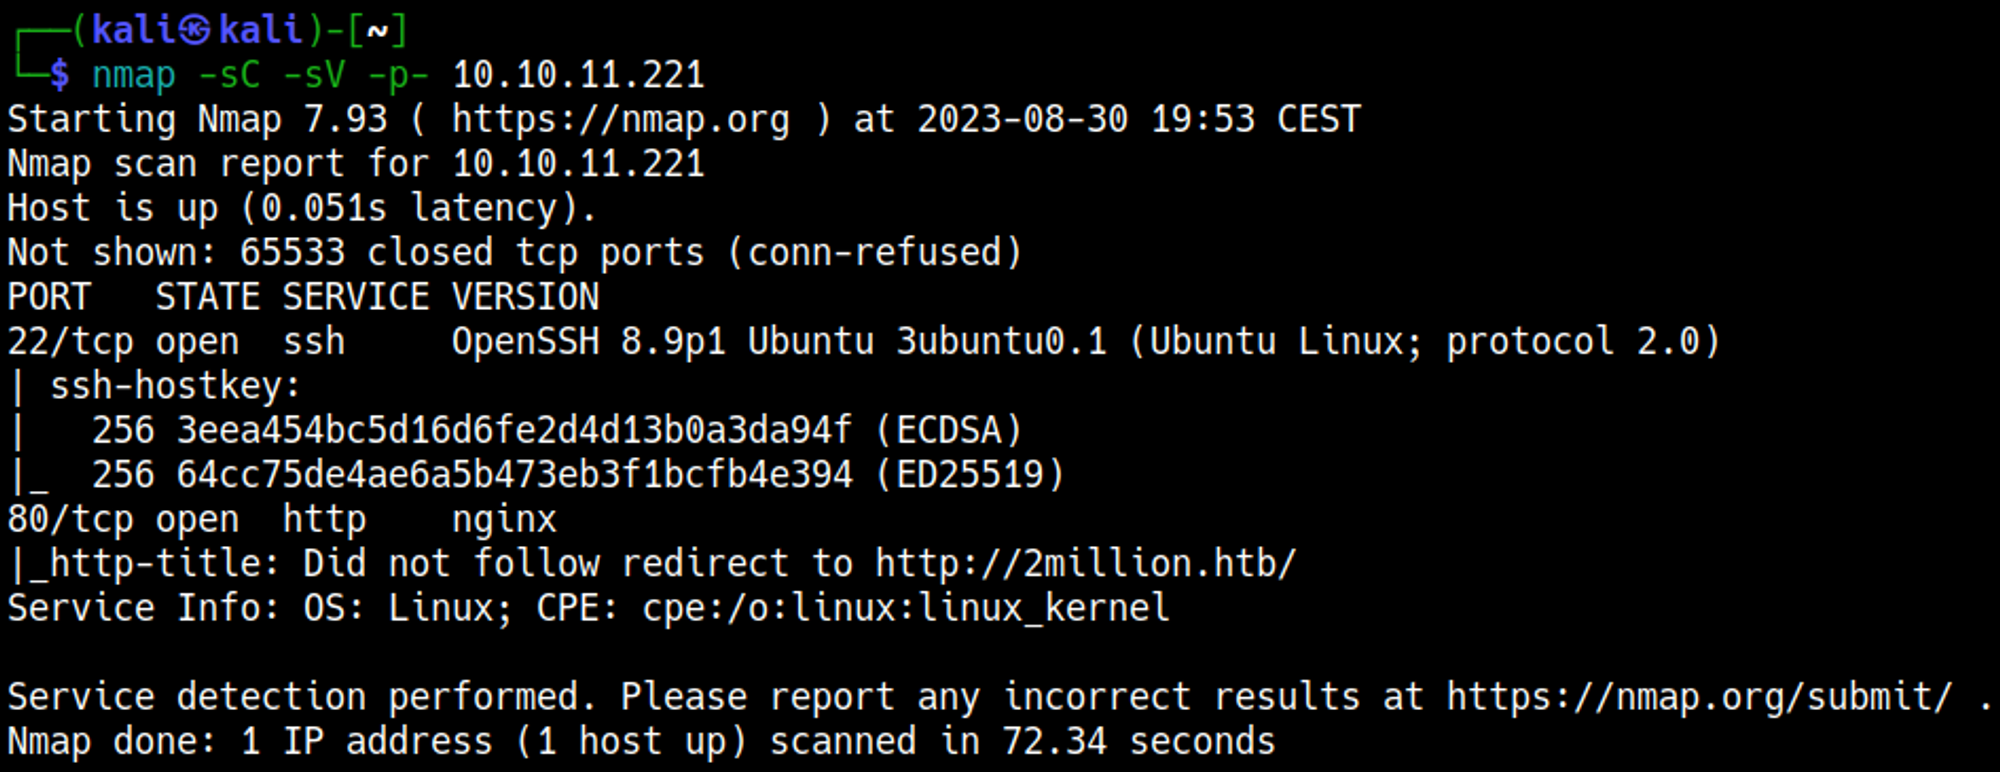 ┌──(kali㉿kali)-[~]
└─$ nmap -sC -sV -p- 10.10.11.221
Starting Nmap 7.93 ( https://nmap.org ) at 2023-08-30 19:53 CEST
Nmap scan report for 10.10.11.221
Host is up (0.051s latency).
Not shown: 65533 closed tcp ports (conn-refused)
PORT   STATE SERVICE VERSION
22/tcp open  ssh     OpenSSH 8.9p1 Ubuntu 3ubuntu0.1 (Ubuntu Linux; protocol 2.0)
| ssh-hostkey:
|   256 3eea454bc5d16d6fe2d4d13b0a3da94f (ECDSA)
|_  256 64cc75de4ae6a5b473eb3f1bcfb4e394 (ED25519)
80/tcp open  http    nginx
|_http-title: Did not follow redirect to http://2million.htb/
Service Info: OS: Linux; CPE: cpe:/o:linux:linux_kernel

Service detection performed. Please report any incorrect results at https://nmap.org/submit/ .
Nmap done: 1 IP address (1 host up) scanned in 72.34 seconds